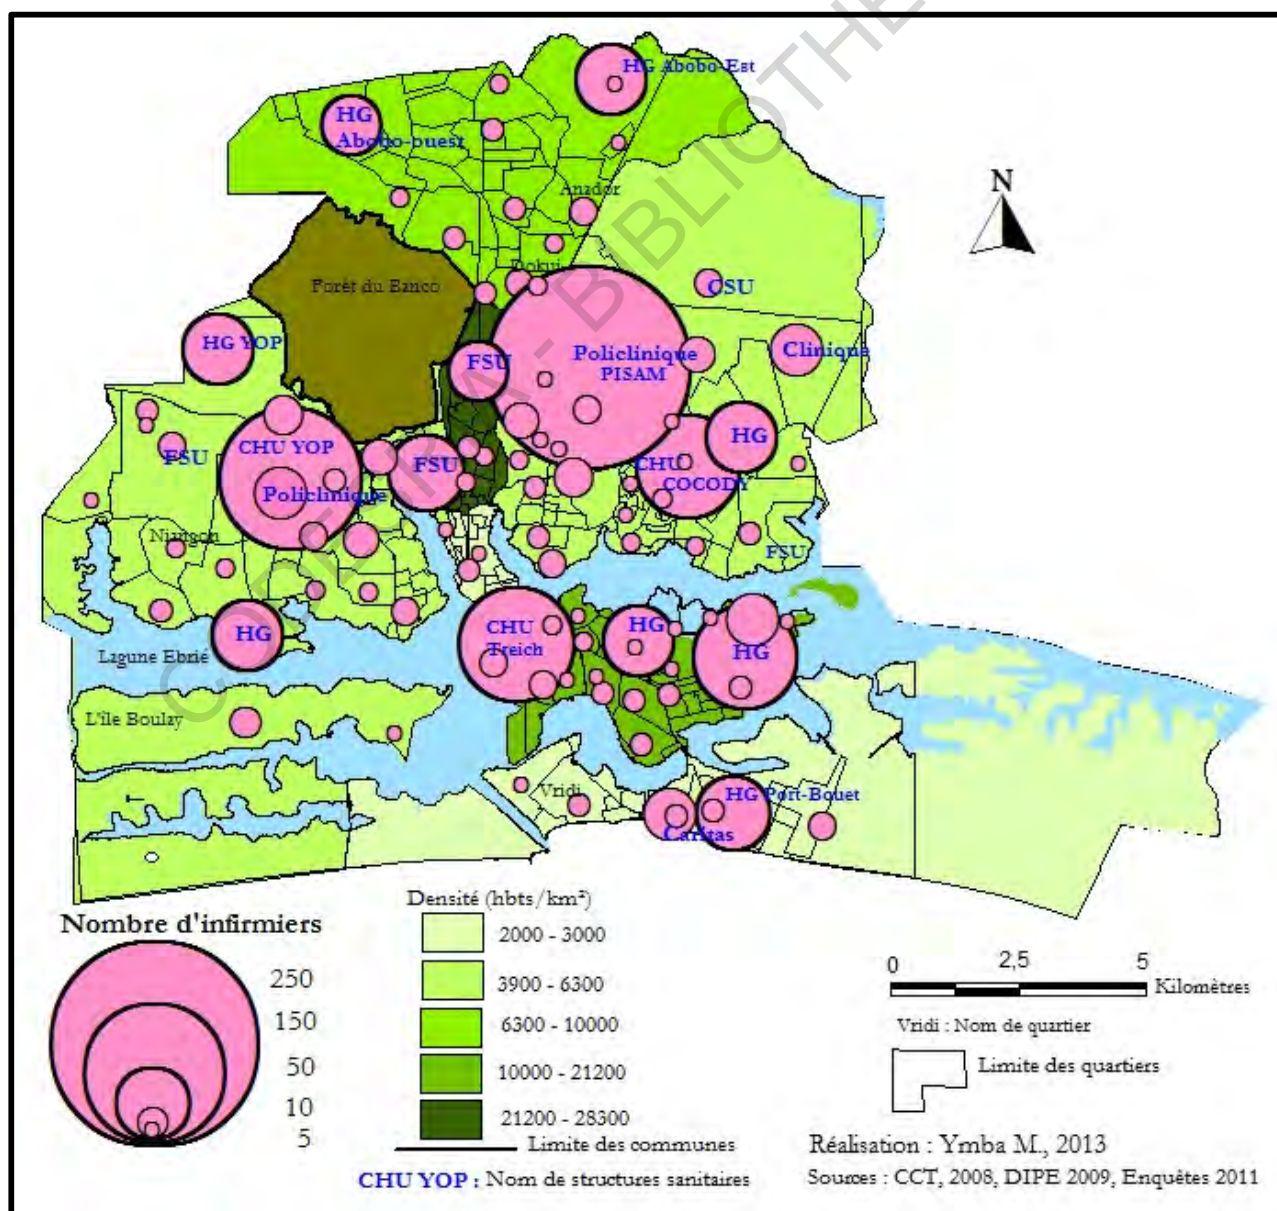 CODESRIA - BIBLIOTHE
HG Abobo-Est
HG
Abobo-ouest
N
Anador
Dokui
Forêt du Banco
CSU
HG YOP
FSU
Policlinique
PISAM
Clinique
HG
FSU
CHU YOP
FSU
CHU
COCODY
Policlinique
Niangon
FSU
HG
CHU
Treich
HG
HG
Lagune Ebrié
L'île Boulay
Vridi
HG Port-Bouet
Caritas
Nombre d'infirmiers
250
150
50
10
5
Densité (hbts/km²)
2000 - 3000
3900 - 6300
6300 - 10000
10000 - 21200
21200 - 28300
Limite des communes
CHU YOP : Nom de structures sanitaires
0 2,5 5
Kilomètres
Vridi : Nom de quartier
Limite des quartiers
Réalisation : Ymba M., 2013
Sources : CCT, 2008, DIPE 2009, Enquêtes 2011